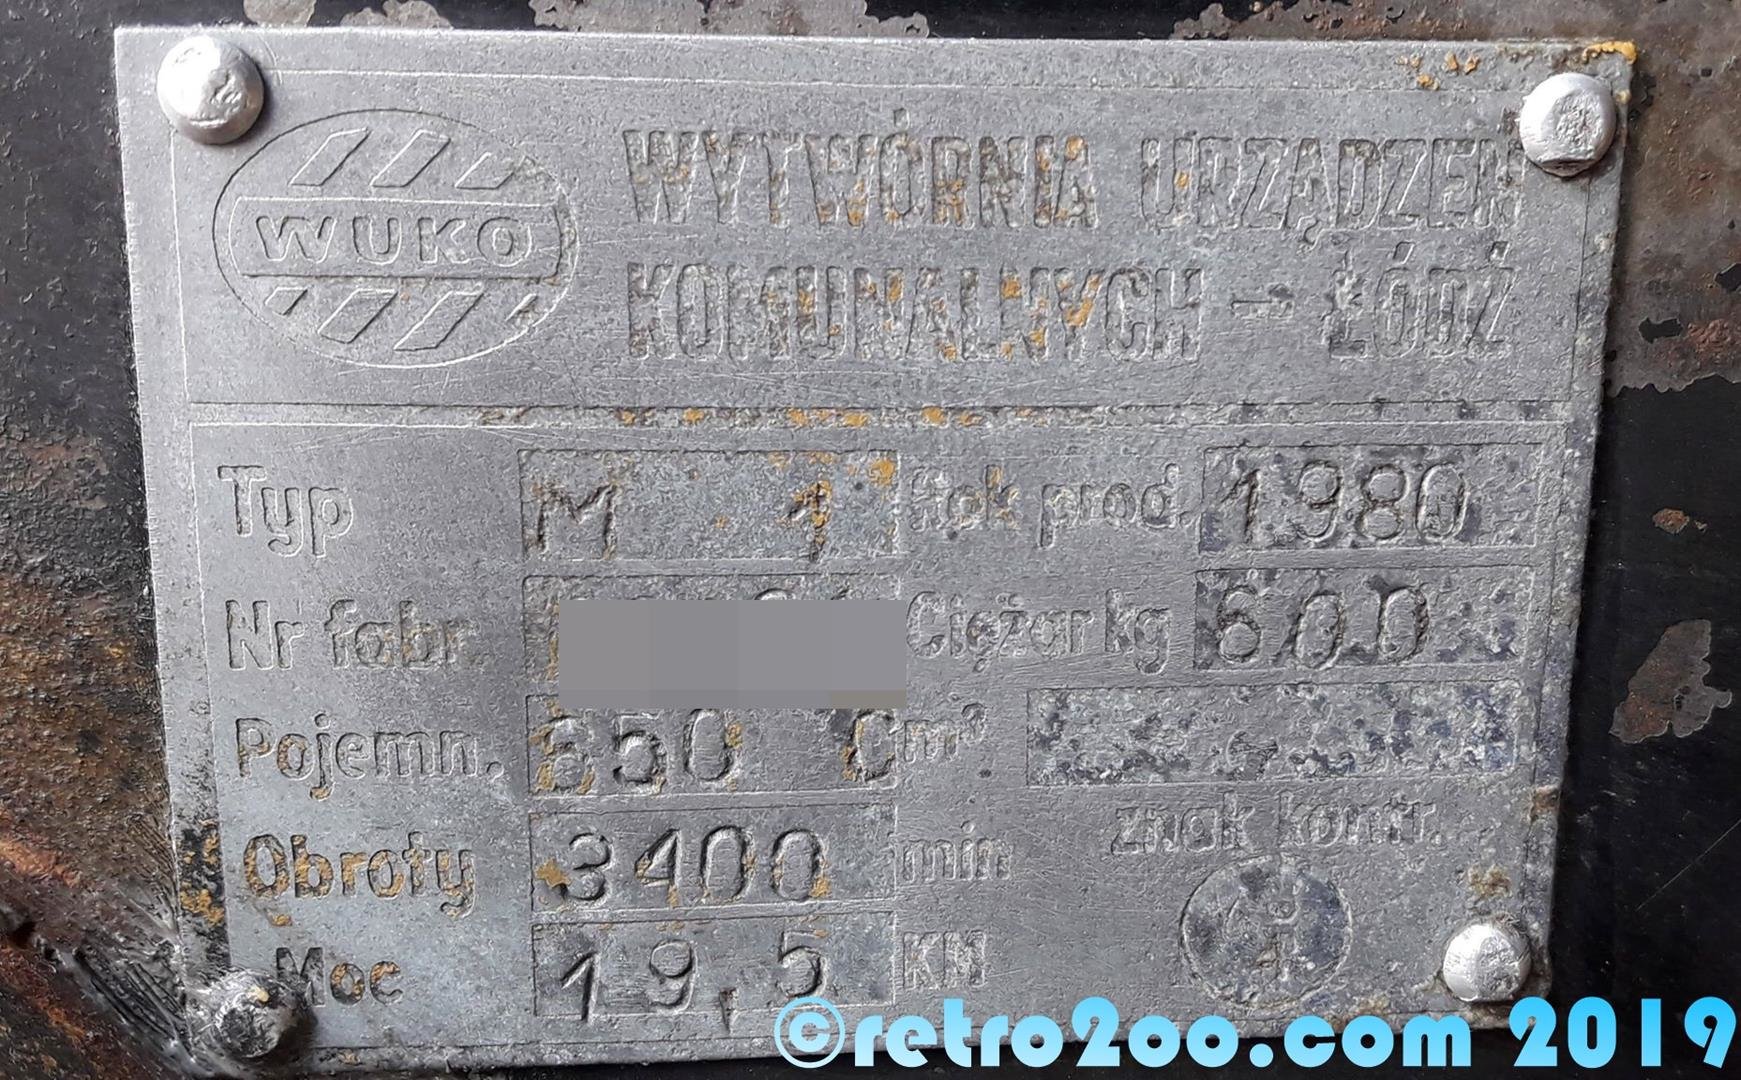 WUKO
WYTWÓRNIA URZĄDZEŃ
KOMUNALNYCH - ŁÓDŹ
Typ M 1 Rok prod. 1980
Nr fabr. Ciężar kg 600
Pojemn. 650 Cm³
Obroty 3400 min znak kontr.
Moc 19,5 KM
©retro2oo.com 2019